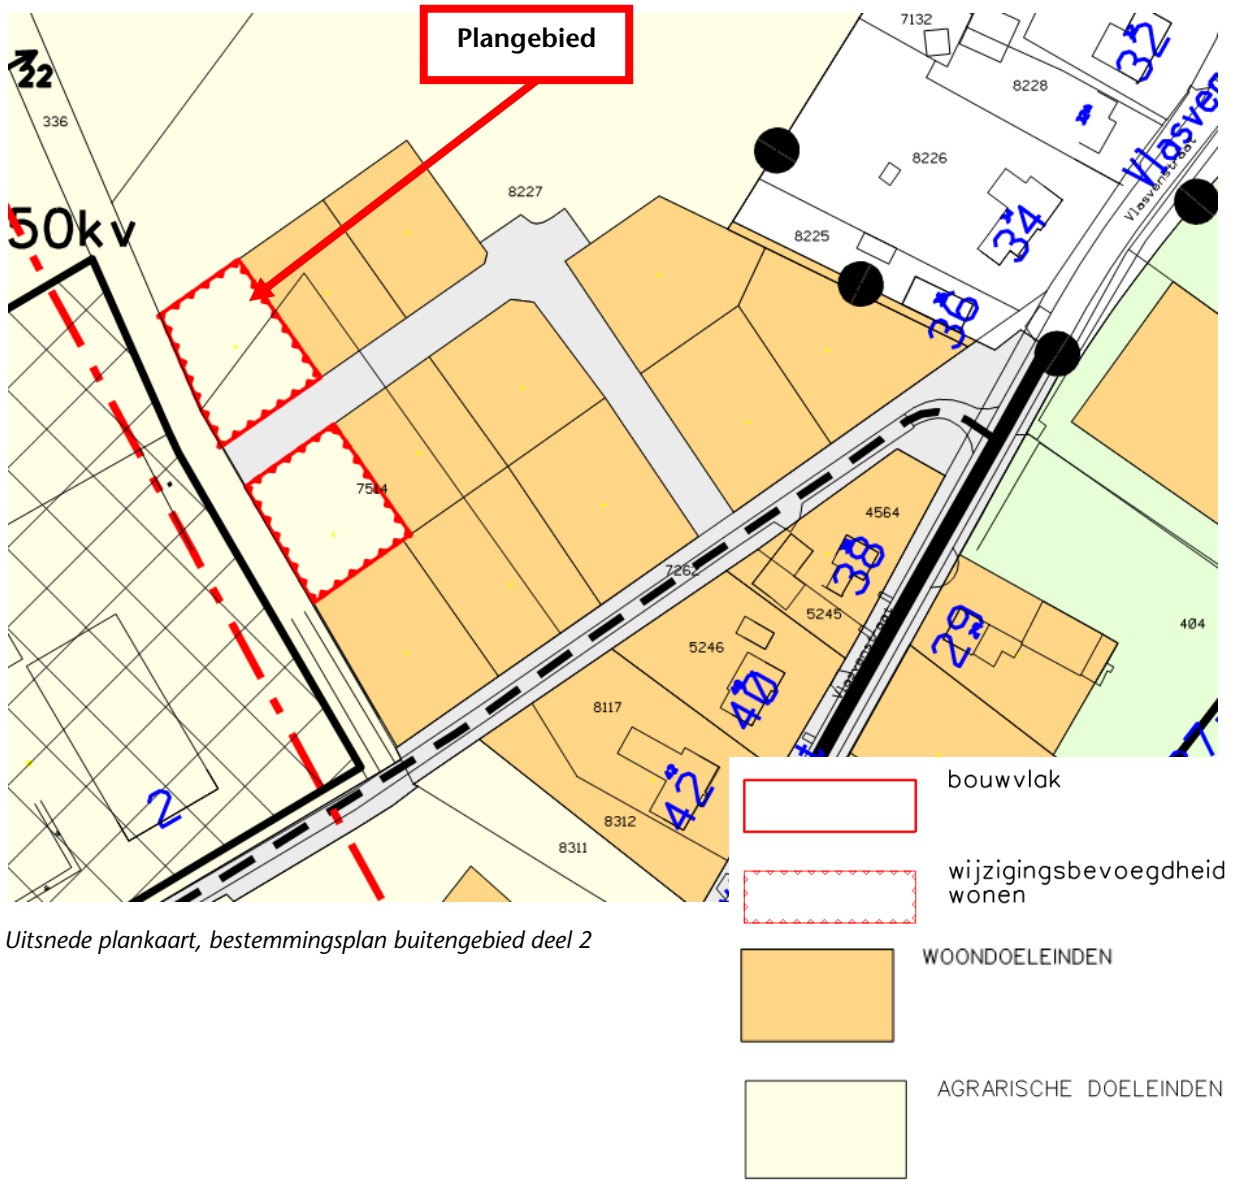 Plangebied
7132
32
22
8228
336
Vlasven
8226
Vlasvenstraat
8227
34
50kv
8225
36
7514
4564
38
7262
5245
404
29
5246
Vlasvenstraat
40
8117
bouwvlak
42
2
8312
8311
wijzigingsbevoegdheid
wonen
Uitsnede plankaart, bestemmingsplan buitengebied deel 2
WOONDOELEINDEN
AGRARISCHE DOELEINDEN